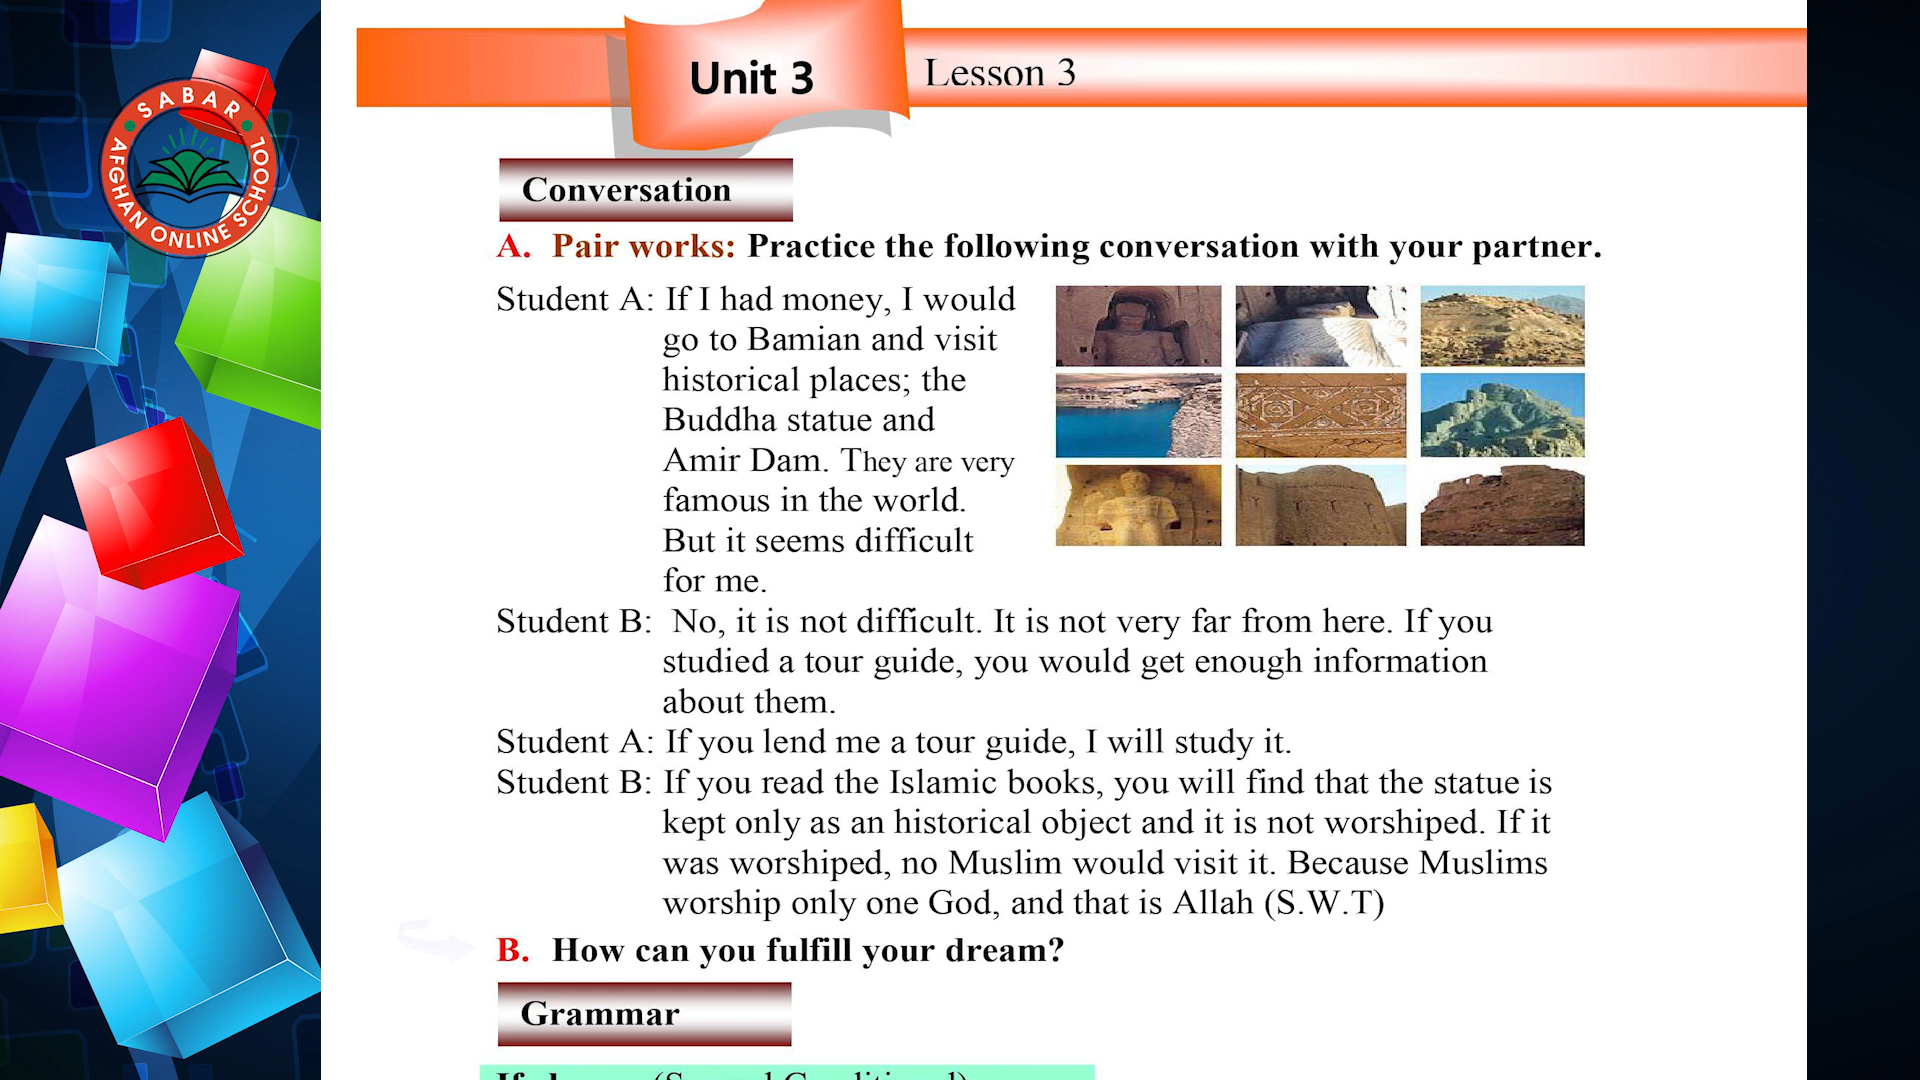 SABAR
AFGHAN ONLINE SCHOOL
Unit 3
Lesson 3
Conversation
A. Pair works: Practice the following conversation with your partner.
Student A: If I had money, I would
go to Bamian and visit
historical places; the
Buddha statue and
Amir Dam. They are very
famous in the world.
But it seems difficult
for me.
Student B: No, it is not difficult. It is not very far from here. If you
studied a tour guide, you would get enough information
about them.
Student A: If you lend me a tour guide, I will study it.
Student B: If you read the Islamic books, you will find that the statue is
kept only as an historical object and it is not worshiped. If it
was worshiped, no Muslim would visit it. Because Muslims
worship only one God, and that is Allah (S.W.T)
B. How can you fulfill your dream?
Grammar
(Second Conditional)